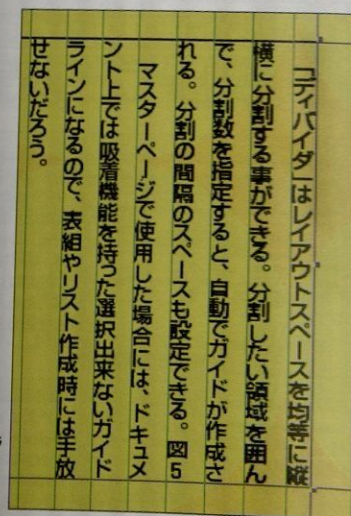 コディバイダーはレイアウトスペースを均等に縦
横に分割する事ができる。分割したい領域を囲ん
で、分割数を指定すると、自動でガイドが作成さ
れる。分割の間隔のスペースも設定できる。図5
マスターページで使用した場合には、ドキュメ
ント上では吸着機能を持った選択出来ないガイド
ラインになるので、表組やリスト作成時には手放
せないだろう。